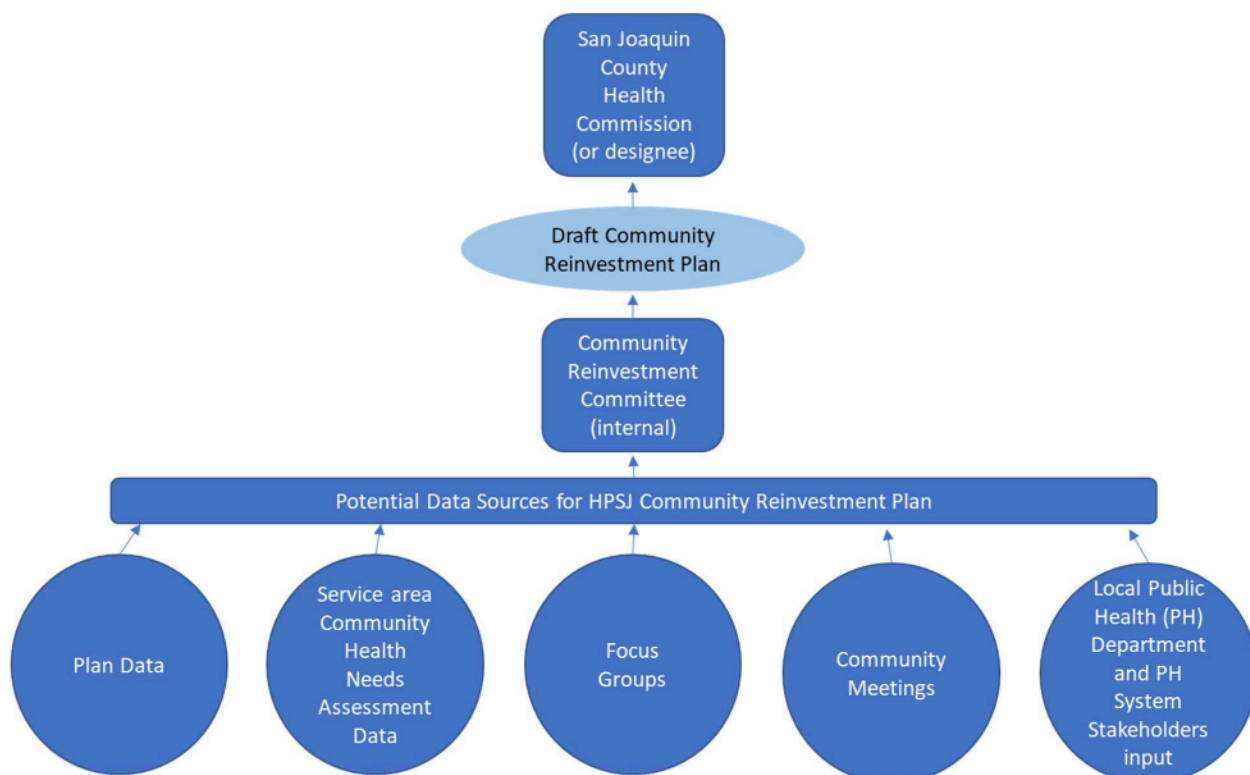 San Joaquin
County
Health
Commission
(or designee)
Draft Community
Reinvestment Plan
Community
Reinvestment
Committee
(internal)
Potential Data Sources for HPSJ Community Reinvestment Plan
Plan Data
Service area
Community
Health
Needs
Assessment
Data
Focus
Groups
Community
Meetings
Local Public
Health (PH)
Department
and PH
System
Stakeholders
input